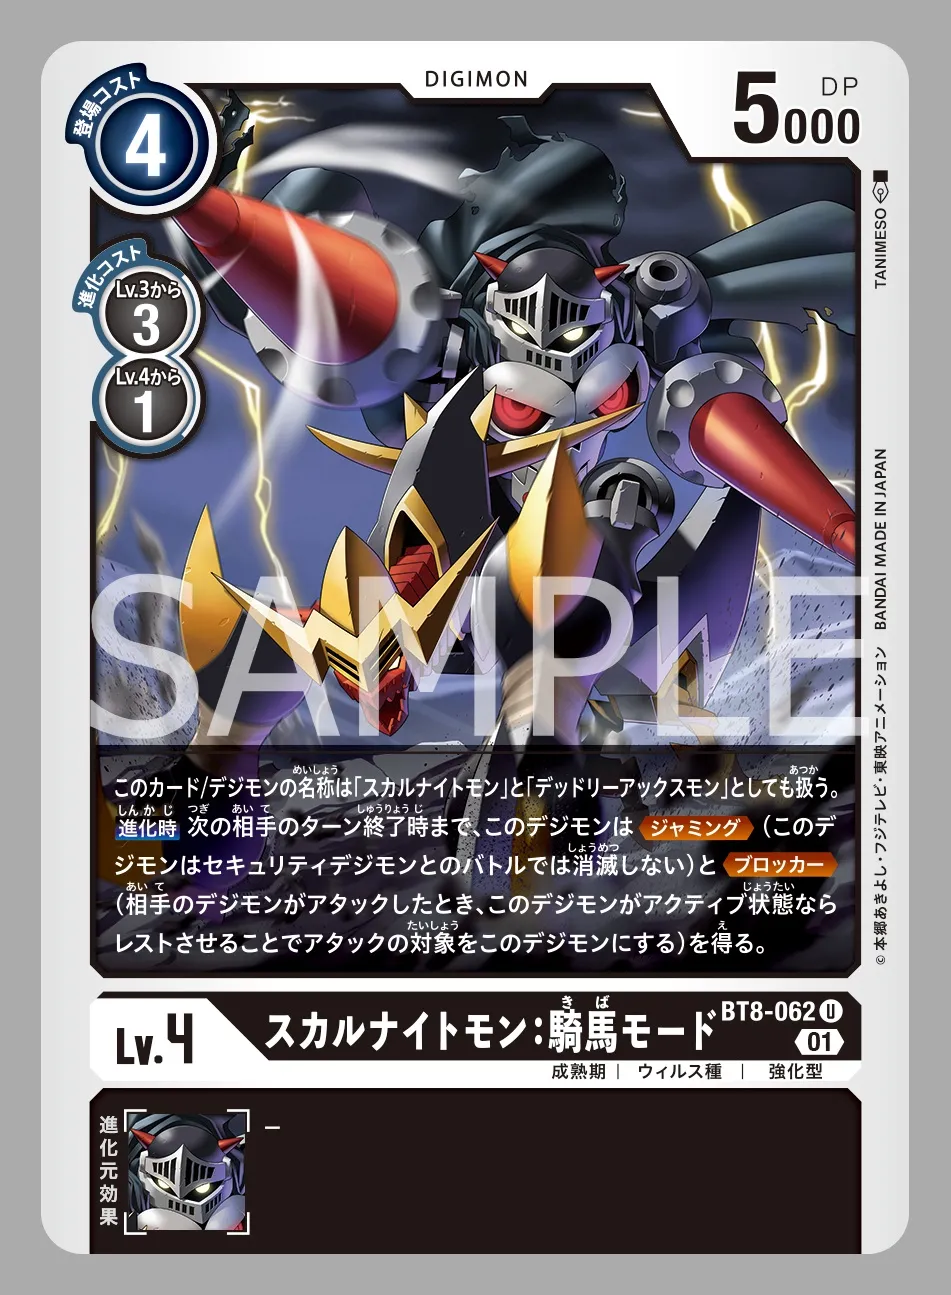 DIGIMON
登場コスト
4
DP
5000
進化コスト
Lv.3から
3
Lv.4から
1
TANIMESO
SAMPLE
このカード/デジモンの名称は「スカルナイトモン」と「デッドリーアックスモン」としても扱う。
進化時 次の相手のターン終了時まで、このデジモンは ジャミング (このデ
ジモンはセキュリティデジモンとのバトルでは消滅しない)と ブロッカー
(相手のデジモンがアタックしたとき、このデジモンがアクティブ状態なら
レストさせることでアタックの対象をこのデジモンにする)を得る。
©本郷あきよし・フジテレビ・東映アニメーション BANDAI MADE IN JAPAN
Lv.4
スカルナイトモン:騎馬モード
BT8-062 U
01
成熟期 | ウィルス種 | 強化型
進化元効果
–